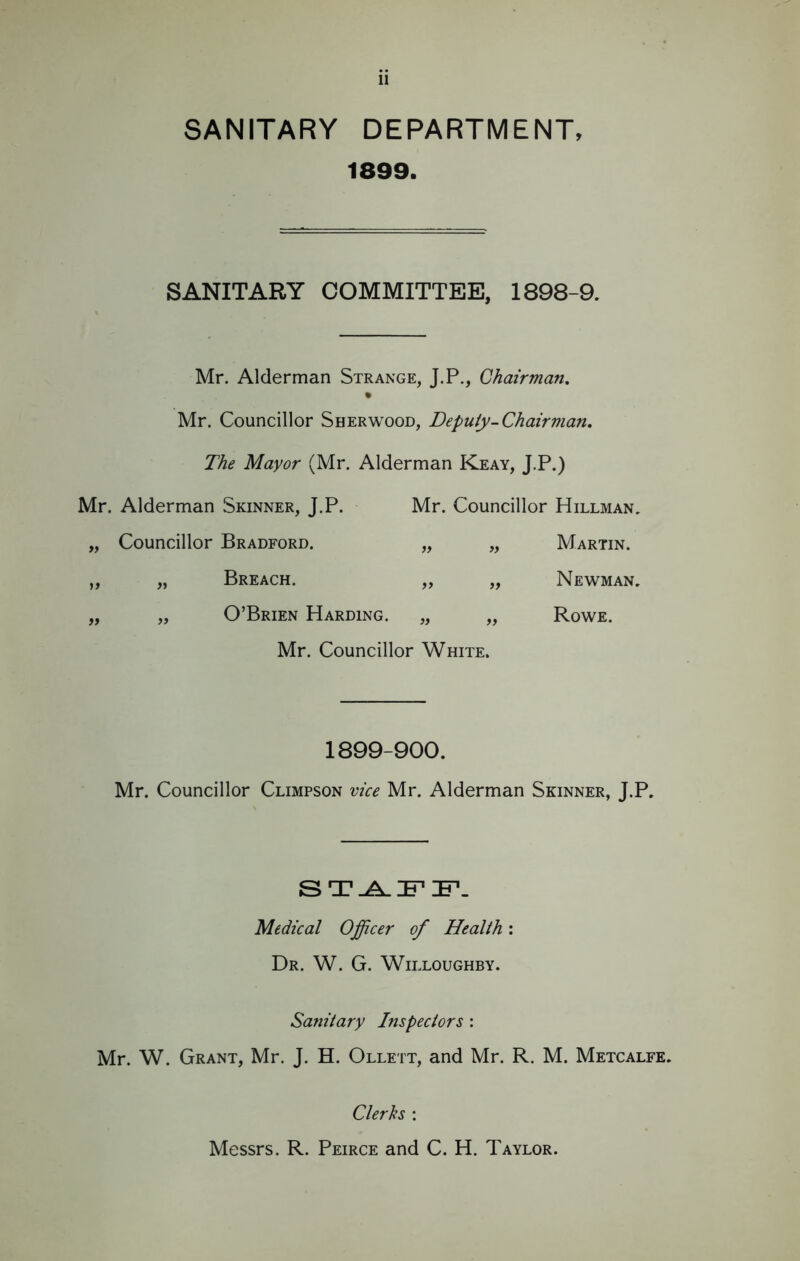 ii
SANITARY DEPARTMENT,
1899.
SANITARY COMMITTEE, 1898-9.
Mr. Alderman Strange, J.P., Chairman.
Mr. Councillor Sherwood, Deputy-Chairman.
The Mayor (Mr. Alderman Keay, J.P.)
Mr. Alderman Skinner, J.P. Mr. Councillor Hillman.
„ Councillor Bradford. „ „ Martin.
„ „ Breach. „ „ Newman.
„ „ O'Brien Harding. „ „ Rowe.
Mr. Councillor White.
1899-900.
Mr. Councillor Climpson vice Mr. Alderman Skinner, J.P.
STAFF.
Medical Officer of Health:
Dr. W. G. Willoughby.
Sanitary Inspectors:
Mr. W. Grant, Mr. J. H. Ollett, and Mr. R. M. Metcalfe.
Clerks:
Messrs. R. Peirce and C. H. Taylor.